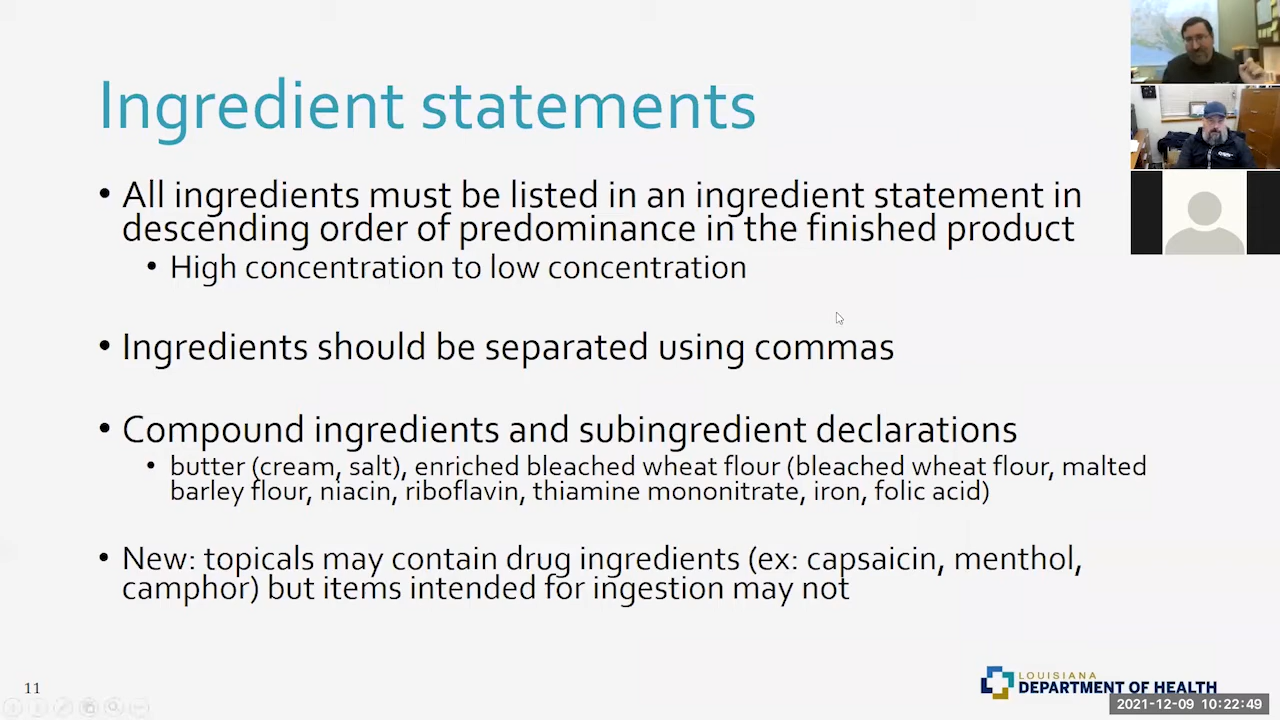 Ingredient statements
• All ingredients must be listed in an ingredient statement in
descending order of predominance in the finished product
• High concentration to low concentration
• Ingredients should be separated using commas
• Compound ingredients and subingredient declarations
• butter (cream, salt), enriched bleached wheat flour (bleached wheat flour, malted
barley flour, niacin, riboflavin, thiamine mononitrate, iron, folic acid)
• New: topicals may contain drug ingredients (ex: capsaicin, menthol,
camphor) but items intended for ingestion may not
11
LOUISIANA
DEPARTMENT OF HEALTH
2021-12-09 10:22:49